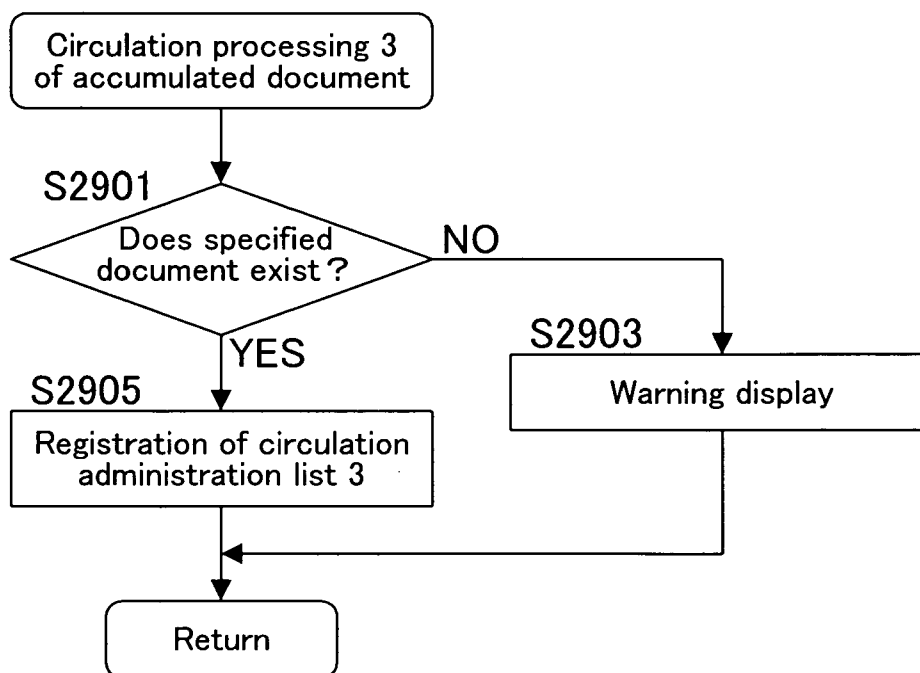 Circulation processing 3
of accumulated document
S2901
Does specified
document exist?
NO
YES
S2903
Warning display
S2905
Registration of circulation
administration list 3
Return